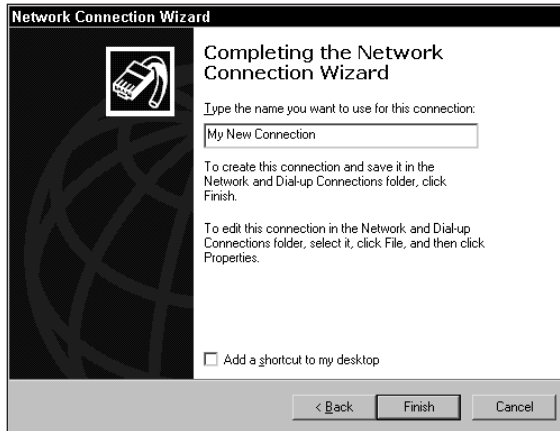 Network Connection Wizard
Completing the Network
Connection Wizard
Type the name you want to use for this connection:
My New Connection
To create this connection and save it in the
Network and Dial-up Connections folder, click
Finish.
To edit this connection in the Network and Dial-up
Connections folder, select it, click File, and then click
Properties.
Add a shortcut to my desktop
< Back Finish Cancel